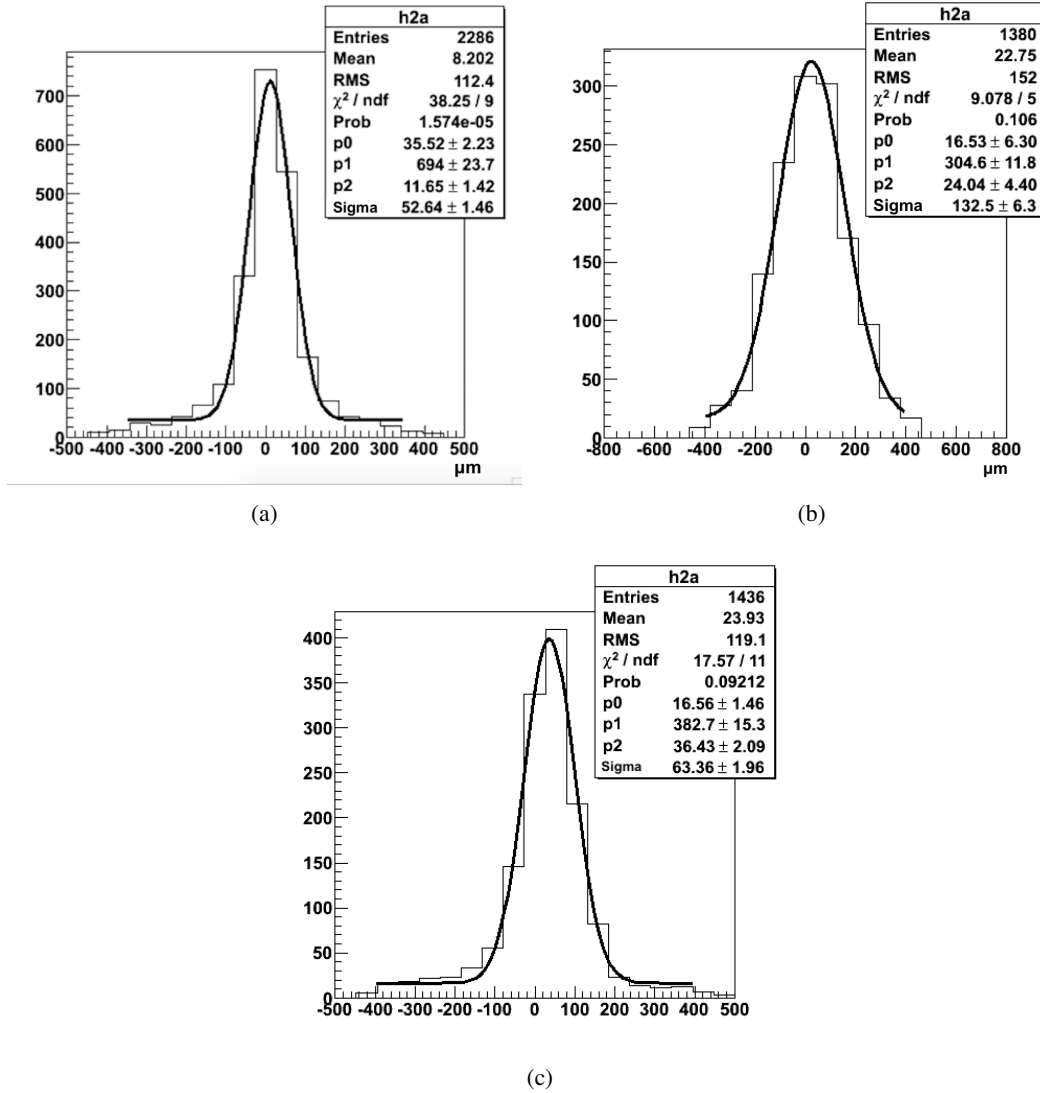 h2a
Entries 2286
Mean 8.202
RMS 112.4
χ² / ndf 38.25 / 9
Prob 1.574e-05
p0 35.52 ± 2.23
p1 694 ± 23.7
p2 11.65 ± 1.42
Sigma 52.64 ± 1.46
700
600
500
400
300
200
100
0
-500 -400 -300 -200 -100 0 100 200 300 400 500
μm
(a)
h2a
Entries 1380
Mean 22.75
RMS 152
χ² / ndf 9.078 / 5
Prob 0.106
p0 16.53 ± 6.30
p1 304.6 ± 11.8
p2 24.04 ± 4.40
Sigma 132.5 ± 6.3
300
250
200
150
100
50
0
-800 -600 -400 -200 0 200 400 600 800
μm
(b)
h2a
Entries 1436
Mean 23.93
RMS 119.1
χ² / ndf 17.57 / 11
Prob 0.09212
p0 16.56 ± 1.46
p1 382.7 ± 15.3
p2 36.43 ± 2.09
Sigma 63.36 ± 1.96
400
350
300
250
200
150
100
50
0
-500 -400 -300 -200 -100 0 100 200 300 400 500
(c)